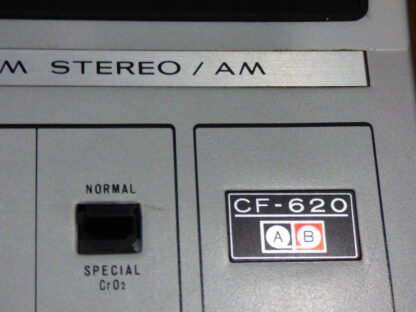 M STEREO / AM
NORMAL
SPECIAL
CrO₂
CF-620
A B